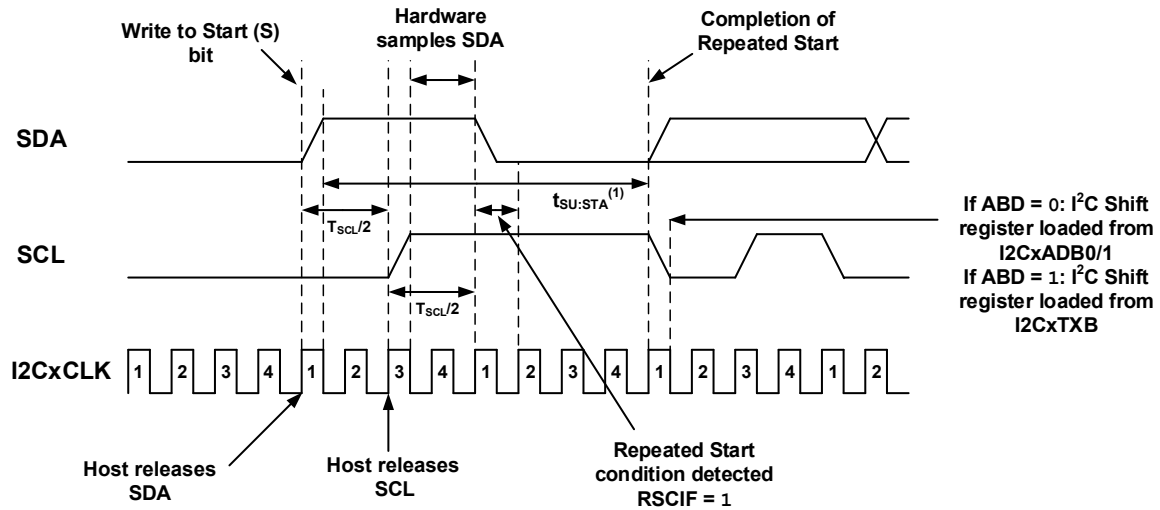 Write to Start (S)
bit
Hardware
samples SDA
Completion of
Repeated Start
SDA
tSU:STA(1)
TSCL/2
SCL
TSCL/2
If ABD = 0: I2C Shift
register loaded from
I2CxADB0/1
If ABD = 1: I2C Shift
register loaded from
I2CxTXB
I2CxCLK
1 2 3 4 1 2 3 4 1 2 3 4 1 2 3 4 1 2
Host releases
SDA
Host releases
SCL
Repeated Start
condition detected
RSCIF = 1